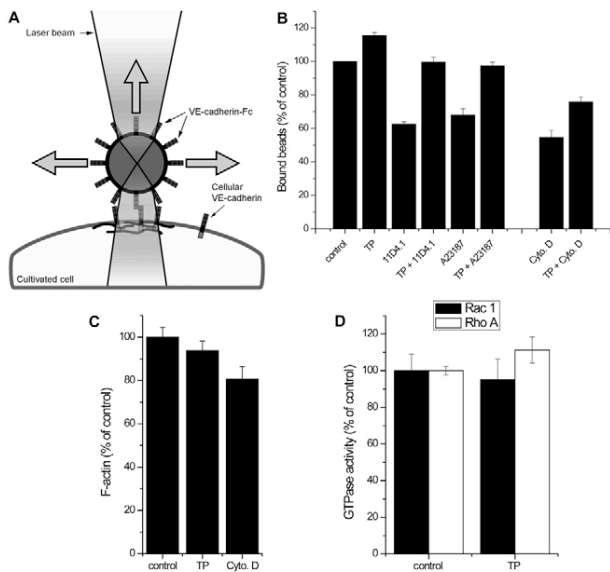 A
Laser beam
VE-cadherin-Fc
Cellular
VE-cadherin
Cultivated cell
B
Bound beads (% of control)
120
100
80
60
40
20
0
control
TP
11D4.1
TP + 11D4.1
A23187
TP + A23187
Cyto. D
TP + Cyto. D
C
F-actin (% of control)
100
80
60
40
20
0
control
TP
Cyto. D
D
Rac 1
Rho A
GTPase activity (% of control)
120
100
80
60
40
20
0
control
TP